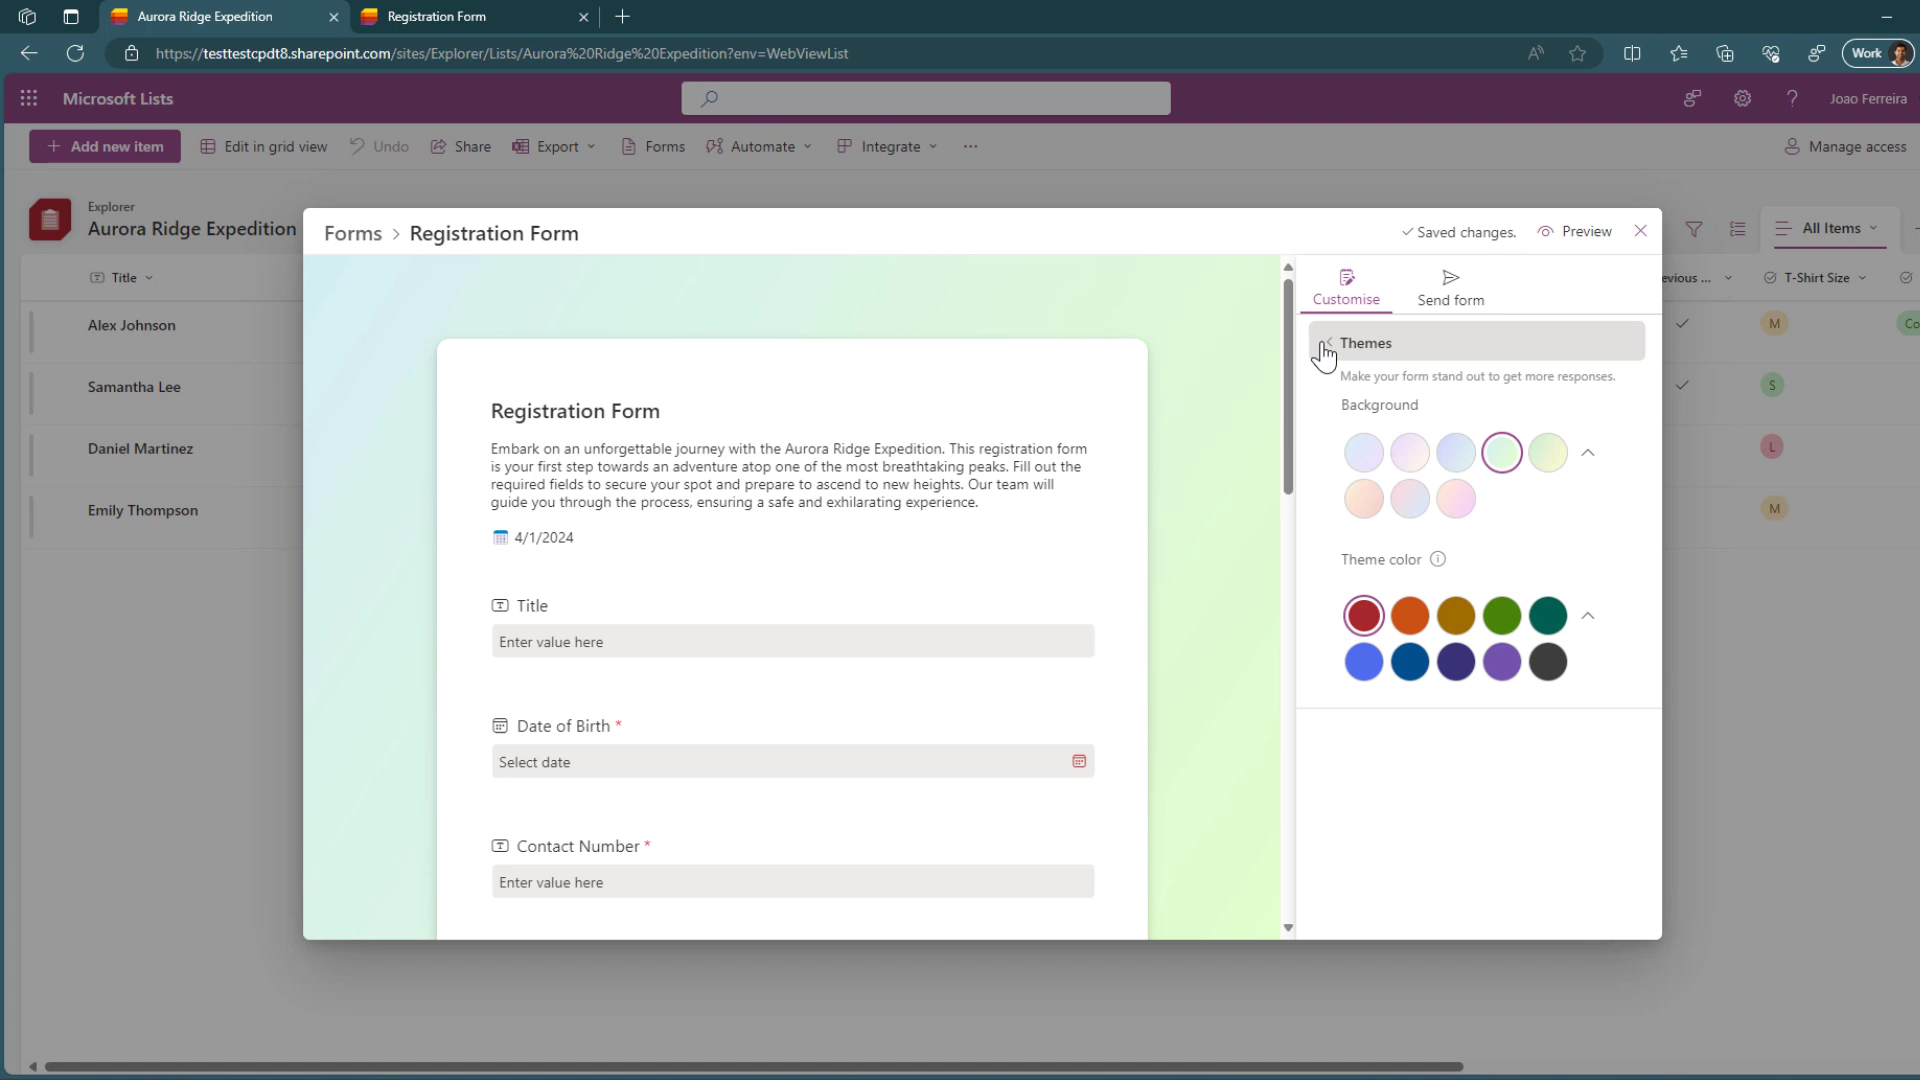 Aurora Ridge Expedition
Registration Form
https://testtestcpdt8.sharepoint.com/sites/Explorer/Lists/Aurora%20Ridge%20Expedition?env=WebViewList
Work
Microsoft Lists
Joao Ferreira
Add new item
Edit in grid view
Undo
Share
Export
Forms
Automate
Integrate
Manage access
Explorer
Aurora Ridge Expedition
All Items
Title
evious ...
T-Shirt Size
Alex Johnson
M
Co
Samantha Lee
S
Daniel Martinez
L
Emily Thompson
M
Forms > Registration Form
Saved changes.
Preview
Customise
Send form
Themes
Make your form stand out to get more responses.
Background
Theme color
Registration Form
Embark on an unforgettable journey with the Aurora Ridge Expedition. This registration form
is your first step towards an adventure atop one of the most breathtaking peaks. Fill out the
required fields to secure your spot and prepare to ascend to new heights. Our team will
guide you through the process, ensuring a safe and exhilarating experience.
4/1/2024
Title
Enter value here
Date of Birth *
Select date
Contact Number *
Enter value here